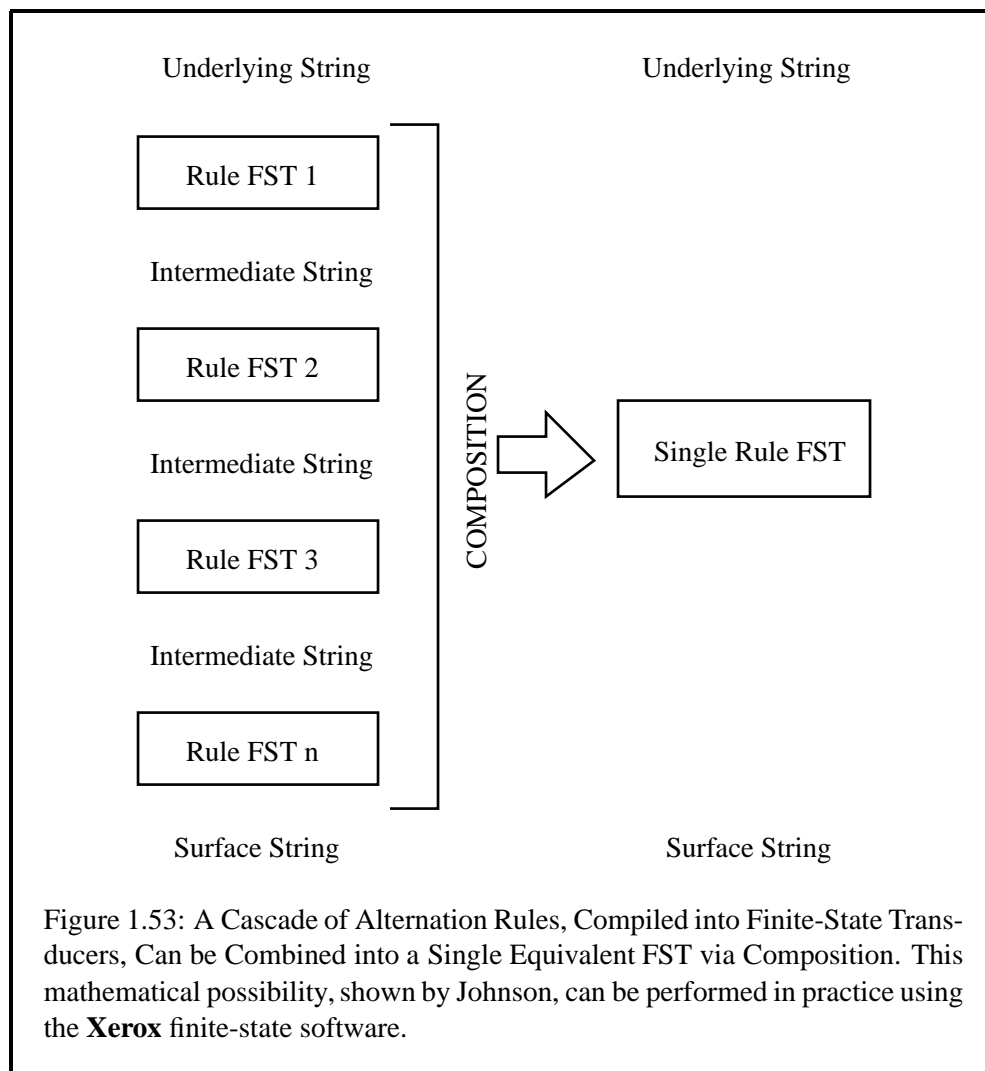 Underlying String
Underlying String
Rule FST 1
Intermediate String
Rule FST 2
Intermediate String
Rule FST 3
Intermediate String
Rule FST n
Surface String
COMPOSITION
Single Rule FST
Surface String
Figure 1.53: A Cascade of Alternation Rules, Compiled into Finite-State Trans-
ducers, Can be Combined into a Single Equivalent FST via Composition. This
mathematical possibility, shown by Johnson, can be performed in practice using
the Xerox finite-state software.